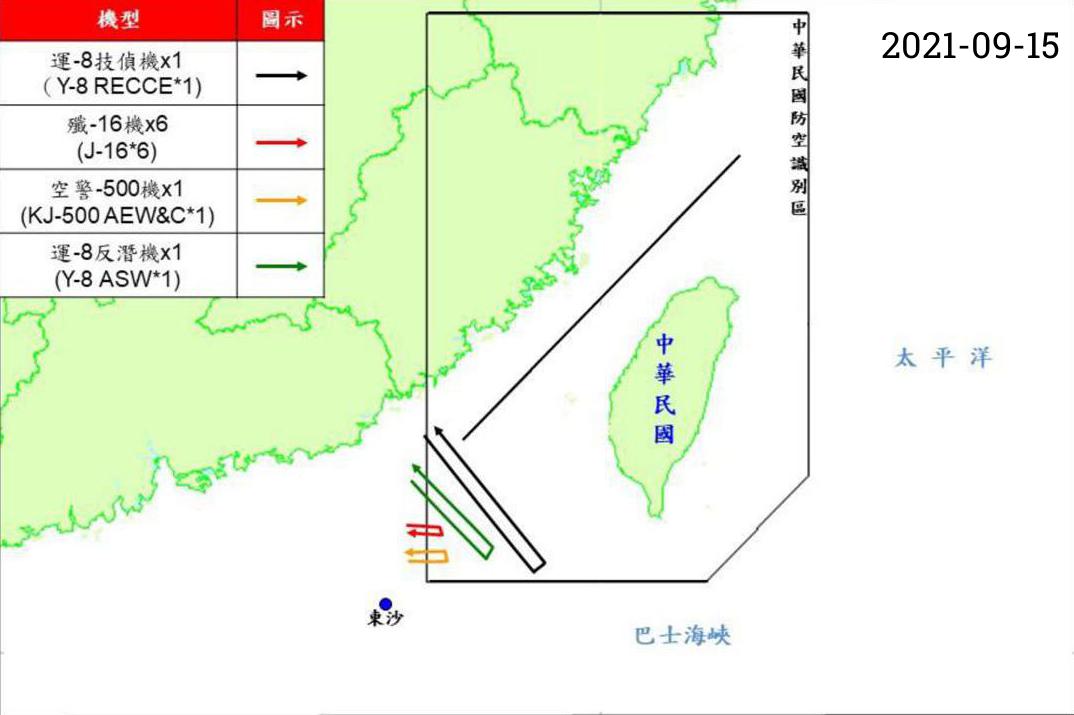 機型
圖示
2021-09-15
運-8技偵機x1
( Y-8 RECCE*1)
殲-16機x6
(J-16*6)
空警-500機x1
(KJ-500 AEW&C*1)
運-8反潛機x1
(Y-8 ASW*1)
中華民國防空識別區
中華民國
太平洋
東沙
巴士海峽